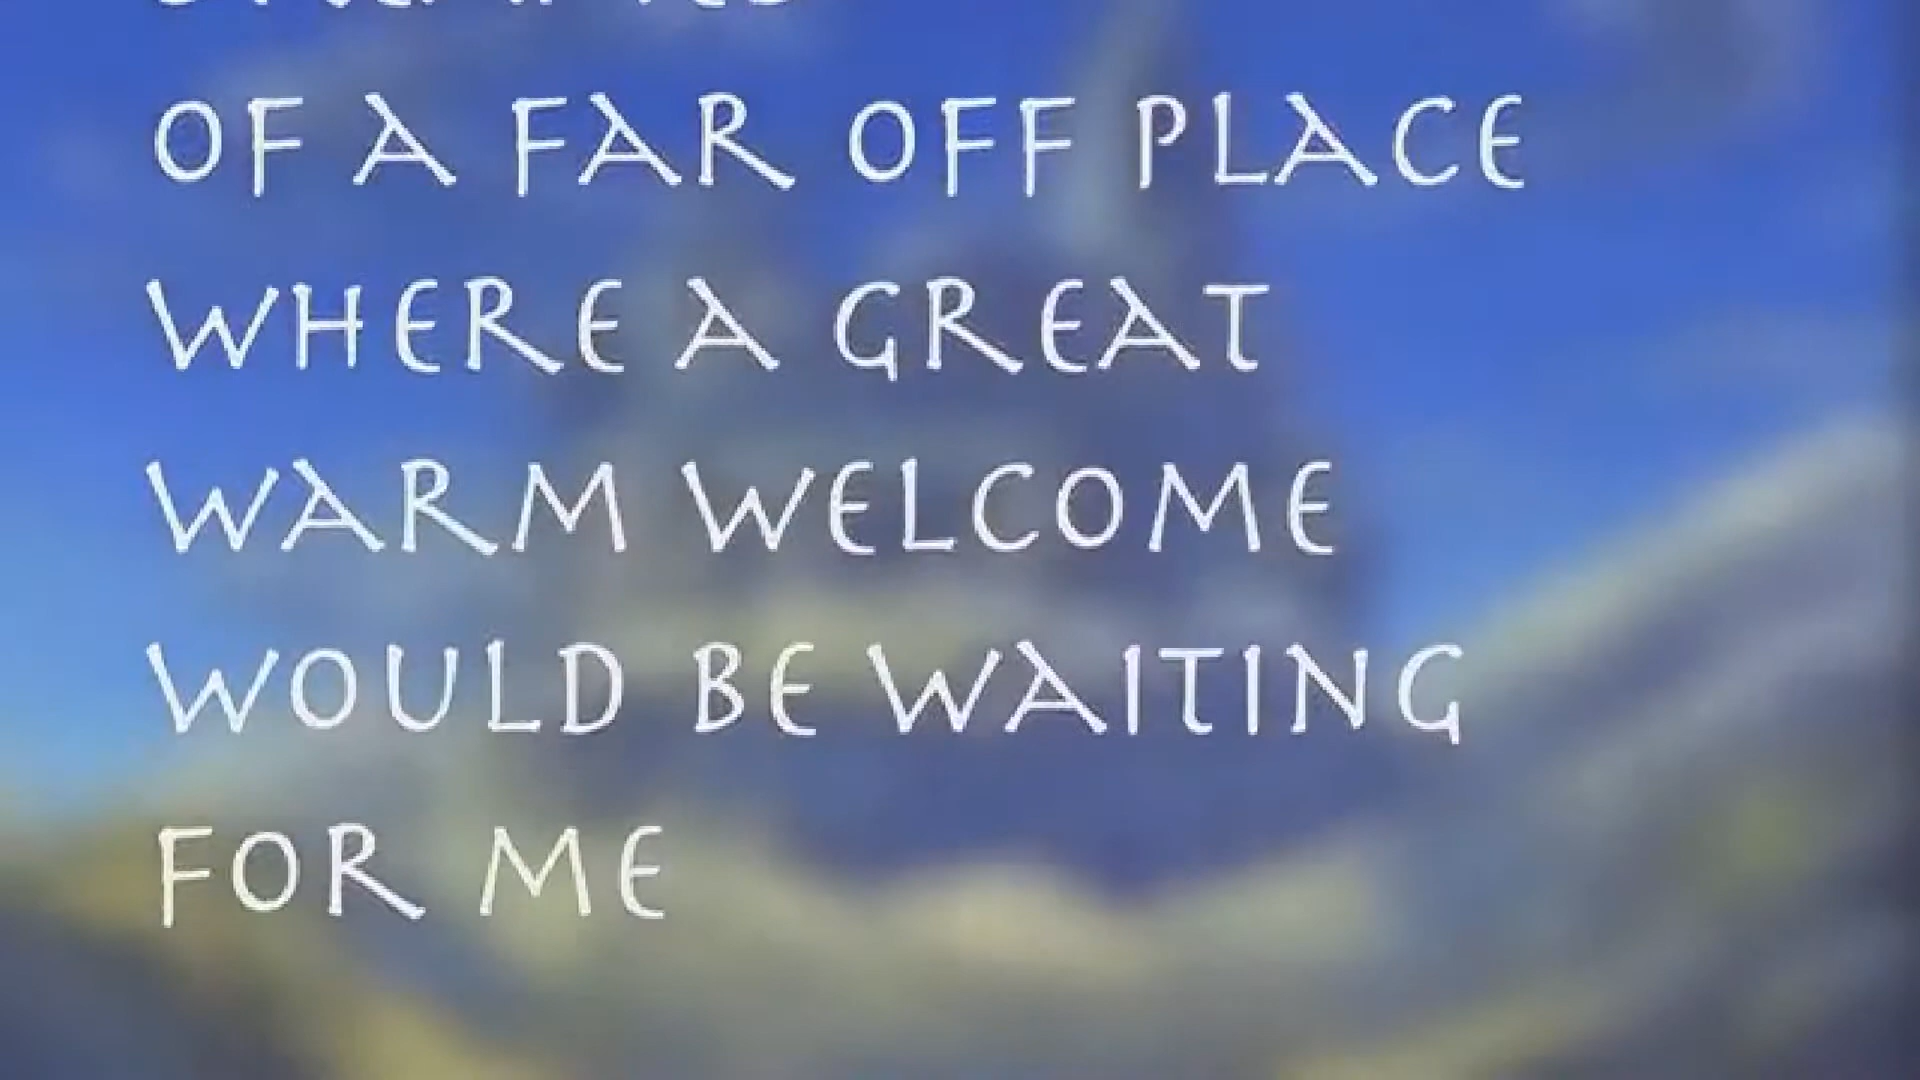 OF A FAR OFF PLACE
WHERE A GREAT
WARM WELCOME
WOULD BE WAITING
FOR ME